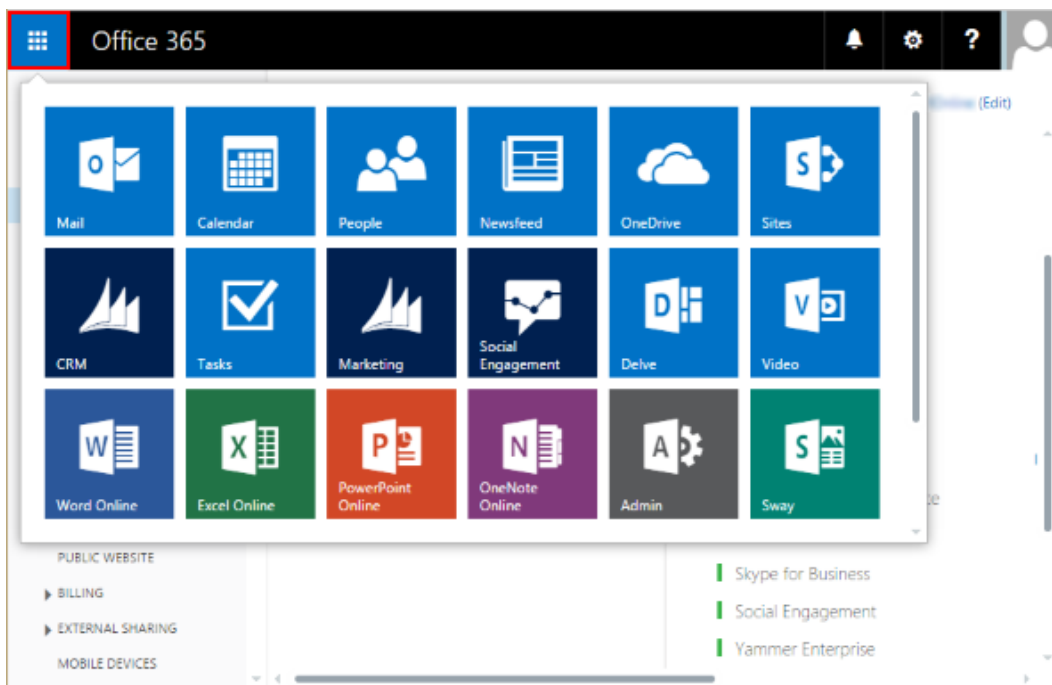 Office 365
?
(Edit)
Mail
Calendar
People
Newsfeed
OneDrive
Sites
CRM
Tasks
Marketing
Social
Engagement
Delve
Video
Word Online
Excel Online
PowerPoint
Online
OneNote
Online
Admin
Sway
PUBLIC WEBSITE
BILLING
EXTERNAL SHARING
MOBILE DEVICES
Skype for Business
Social Engagement
Yammer Enterprise